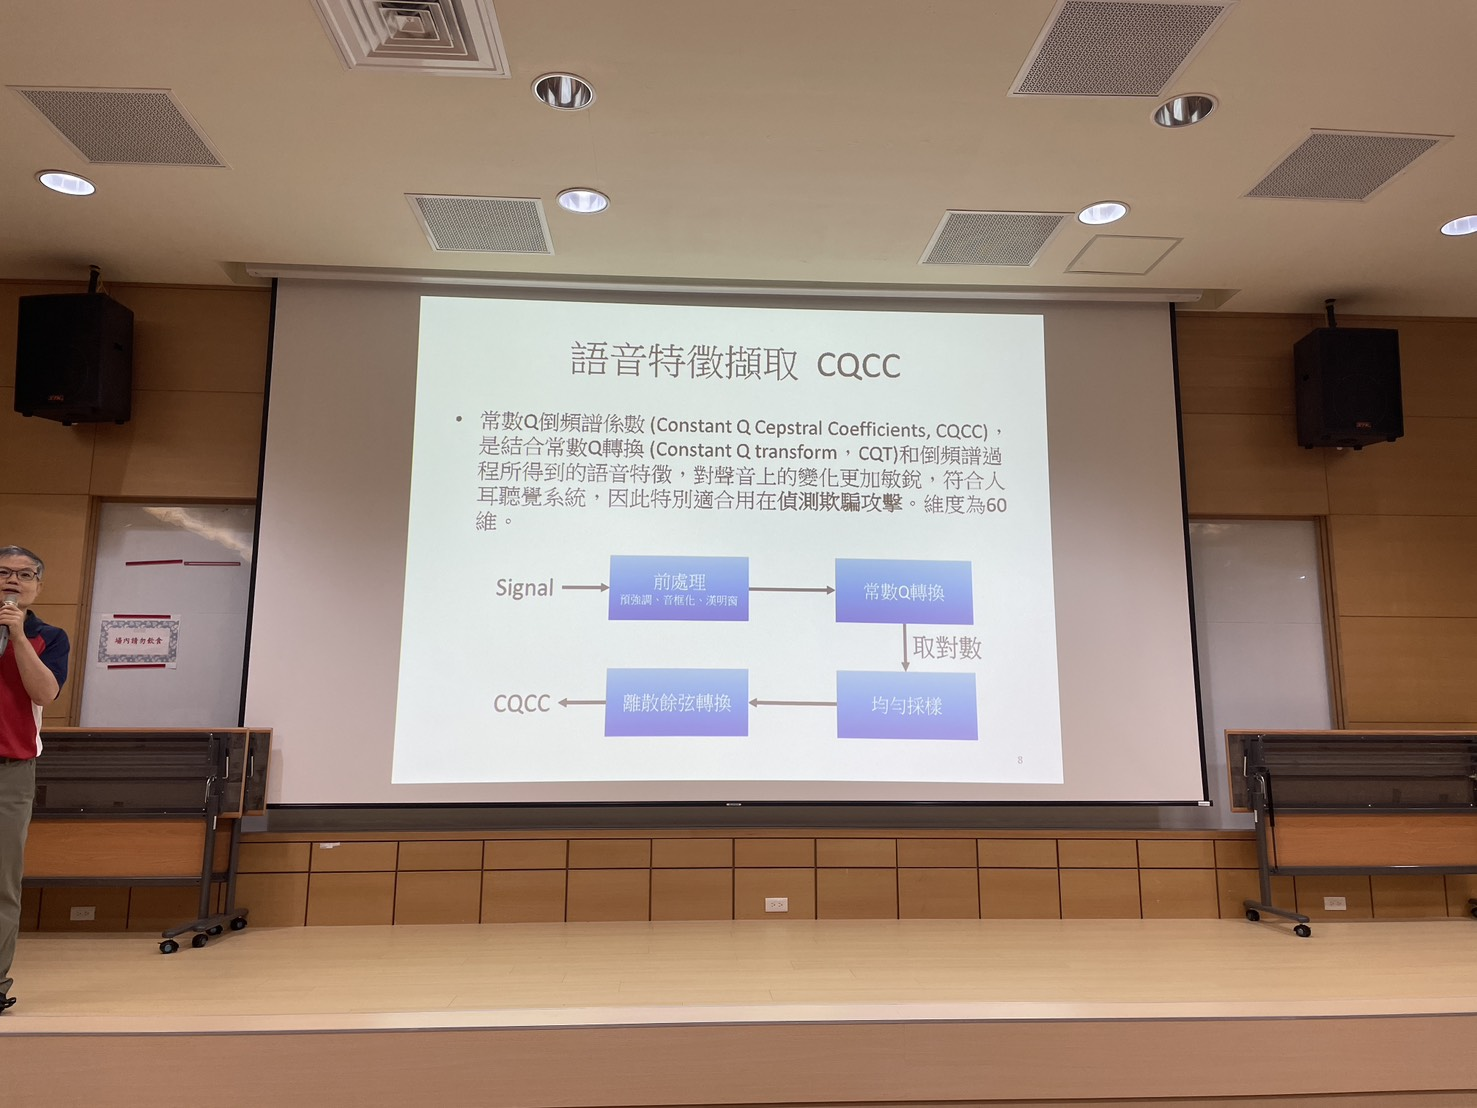 語音特徵擷取 CQCC
• 常數Q倒頻譜係數 (Constant Q Cepstral Coefficients, CQCC)，
是結合常數Q轉換 (Constant Q transform，CQT)和倒頻譜過
程所得到的語音特徵，對聲音上的變化更加敏銳，符合人
耳聽覺系統，因此特別適合用在偵測欺騙攻擊。維度為60
維。
Signal
前處理
預強調、音框化、漢明窗
常數Q轉換
取對數
均勻採樣
離散餘弦轉換
CQCC
8
場內請勿飲食